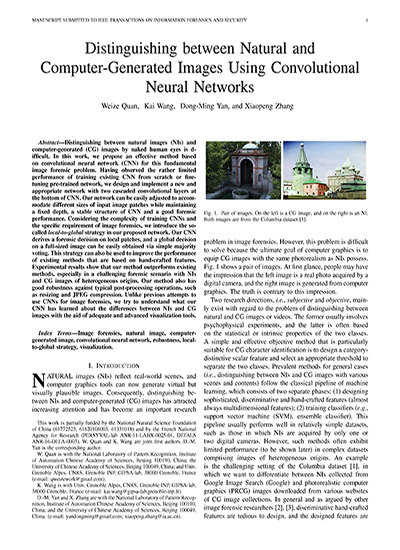 MANUSCRIPT SUBMITTED TO IEEE TRANSACTIONS ON INFORMATION FORENSICS AND SECURITY 1
Distinguishing between Natural and
Computer-Generated Images Using Convolutional
Neural Networks
Weize Quan, Kai Wang, Dong-Ming Yan, and Xiaopeng Zhang
Abstract—Distinguishing between natural images (NIs) and
computer-generated (CG) images by naked human eyes is d-
ifficult. In this work, we propose an effective method based
on convolutional neural network (CNN) for this fundamental
image forensic problem. Having observed the rather limited
performance of training existing CNN from scratch or fine-
tuning pre-trained network, we design and implement a new and
appropriate network with two cascaded convolutional layers at
the bottom of CNN. Our network can be easily adjusted to accom-
modate different sizes of input image patches while maintaining
a fixed depth, a stable structure of CNN and a good forensic
performance. Considering the complexity of training CNNs and
the specific requirement of image forensics, we introduce the so-
called local-to-global strategy in our proposed network. Our CNN
derives a forensic decision on local patches, and a global decision
on a full-sized image can be easily obtained via simple majority
voting. This strategy can also be used to improve the performance
of existing methods that are based on hand-crafted features.
Experimental results show that our method outperforms existing
methods, especially in a challenging forensic scenario with NIs
and CG images of heterogeneous origins. Our method also has
good robustness against typical post-processing operations, such
as resizing and JPEG compression. Unlike previous attempts to
use CNNs for image forensics, we try to understand what our
CNN has learned about the differences between NIs and CG
images with the aid of adequate and advanced visualization tools.
Index Terms—Image forensics, natural image, computer-
generated image, convolutional neural network, robustness, local-
to-global strategy, visualization.
I. INTRODUCTION
NATURAL images (NIs) reflect real-world scenes, and
computer graphics tools can now generate virtual but
visually plausible images. Consequently, distinguishing be-
tween NIs and computer-generated (CG) images has attracted
increasing attention and has become an important research
This work is partially funded by the National Science Foundation
of China (61772523, 61620106003, 61331018) and by the French National
Agency for Research (PERSYVAL-lab ANR-11-LABX-0025-01, DEFALS
ANR-16-DEFA-0003). W. Quan and K. Wang are joint first authors. D.-M.
Yan is the corresponding author.
W. Quan is with the National Laboratory of Pattern Recognition, Institute
of Automation Chinese Academy of Sciences, Beijing 100190, China; the
University of Chinese Academy of Sciences, Beijing 100049, China; and Univ.
Grenoble Alpes, CNRS, Grenoble INP, GIPSA-lab, 38000 Grenoble, France
K. Wang is with Univ. Grenoble Alpes, CNRS, Grenoble INP, GIPSA-lab,
D.-M. Yan and X. Zhang are with the National Laboratory of Pattern Recog-
nition, Institute of Automation Chinese Academy of Sciences, Beijing 100190,
China; and the University of Chinese Academy of Sciences, Beijing 100049,
Fig. 1. Pair of images. On the left is a CG image, and on the right is an NI.
Both images are from the Columbia dataset [1].
problem in image forensics. However, this problem is difficult
to solve because the ultimate goal of computer graphics is to
equip CG images with the same photorealism as NIs possess.
Fig. 1 shows a pair of images. At first glance, people may have
the impression that the left image is a real photo acquired by a
digital camera, and the right image is generated from computer
graphics. The truth is contrary to this impression.
Two research directions, i.e., subjective and objective, main-
ly exist with regard to the problem of distinguishing between
natural and CG images or videos. The former usually involves
psychophysical experiments, and the latter is often based
on the statistical or intrinsic properties of the two classes.
A simple and effective objective method that is particularly
suitable for CG character identification is to design a category-
distinctive scalar feature and select an appropriate threshold to
separate the two classes. Prevalent methods for general cases
(i.e., distinguishing between NIs and CG images with various
scenes and contents) follow the classical pipeline of machine
learning, which consists of two separate phases: (1) designing
sophisticated, discriminative and hand-crafted features (almost
always multidimensional features); (2) training classifiers (e.g.,
support vector machine (SVM), ensemble classifier). This
pipeline usually performs well in relatively simple datasets,
such as those in which NIs are acquired by only one or
two digital cameras. However, such methods often exhibit
limited performance (to be shown later) in complex datasets
comprising images of heterogeneous origins. An example
is the challenging setting of the Columbia dataset [1], in
which we want to differentiate between NIs collected from
Google Image Search (Google) and photorealistic computer
graphics (PRCG) images downloaded from various websites
of CG image collections. In general and as argued by other
image forensics researchers [2], [3], discriminative hand-crafted
features are tedious to design, and the designed features are